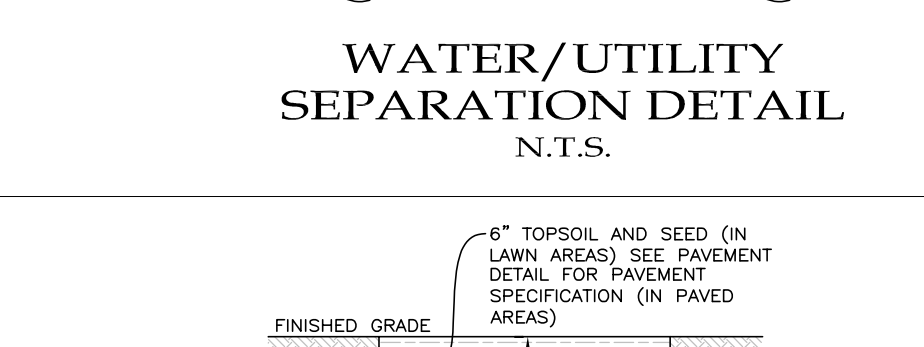 WATER/UTILITY
SEPARATION DETAIL
N.T.S.
6" TOPSOIL AND SEED (IN
LAWN AREAS) SEE PAVEMENT
DETAIL FOR PAVEMENT
SPECIFICATION (IN PAVED
AREAS)
FINISHED GRADE